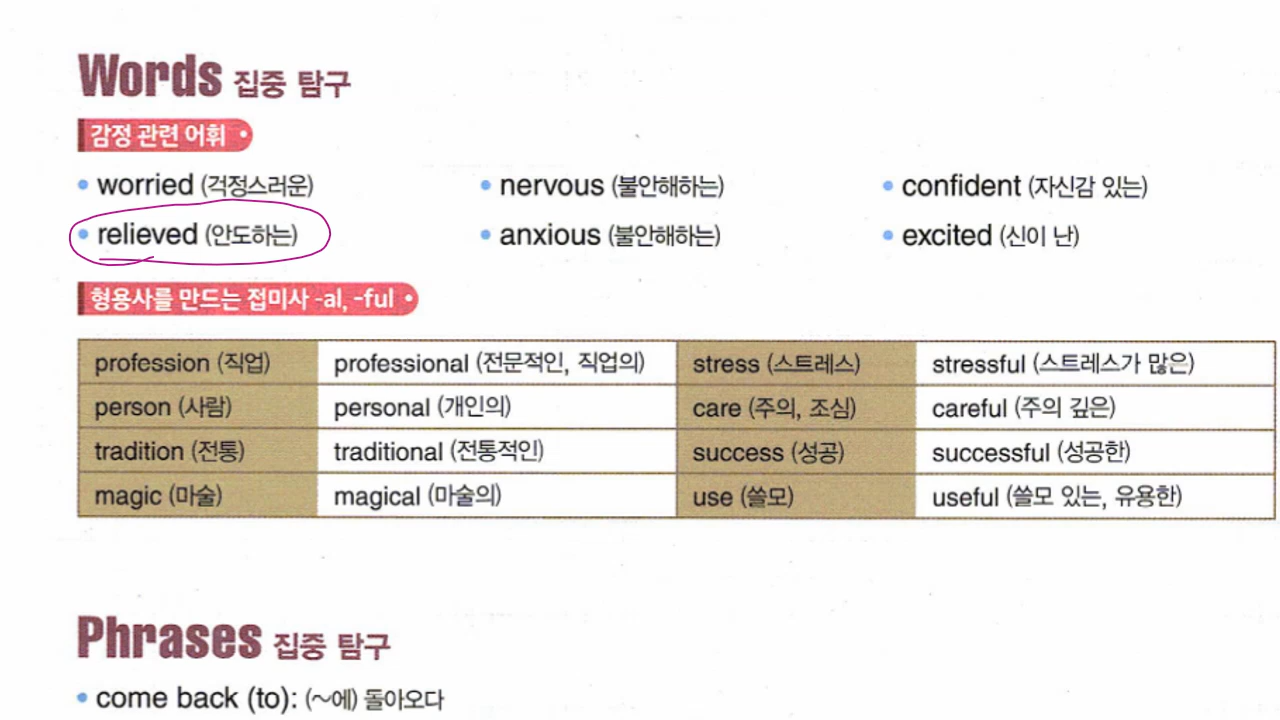 Words 집중 탐구
감정 관련 어휘
worried (걱정스러운) nervous (불안해하는) confident (자신감 있는)
relieved (안도하는) anxious (불안해하는) excited (신이 난)
형용사를 만드는 접미사 -al, -ful
profession (직업) professional (전문적인, 직업의) stress (스트레스) stressful (스트레스가 많은)
person (사람) personal (개인의) care (주의, 조심) careful (주의 깊은)
tradition (전통) traditional (전통적인) success (성공) successful (성공한)
magic (마술) magical (마술의) use (쓸모) useful (쓸모 있는, 유용한)
Phrases 집중 탐구
come back (to): (～에) 돌아오다